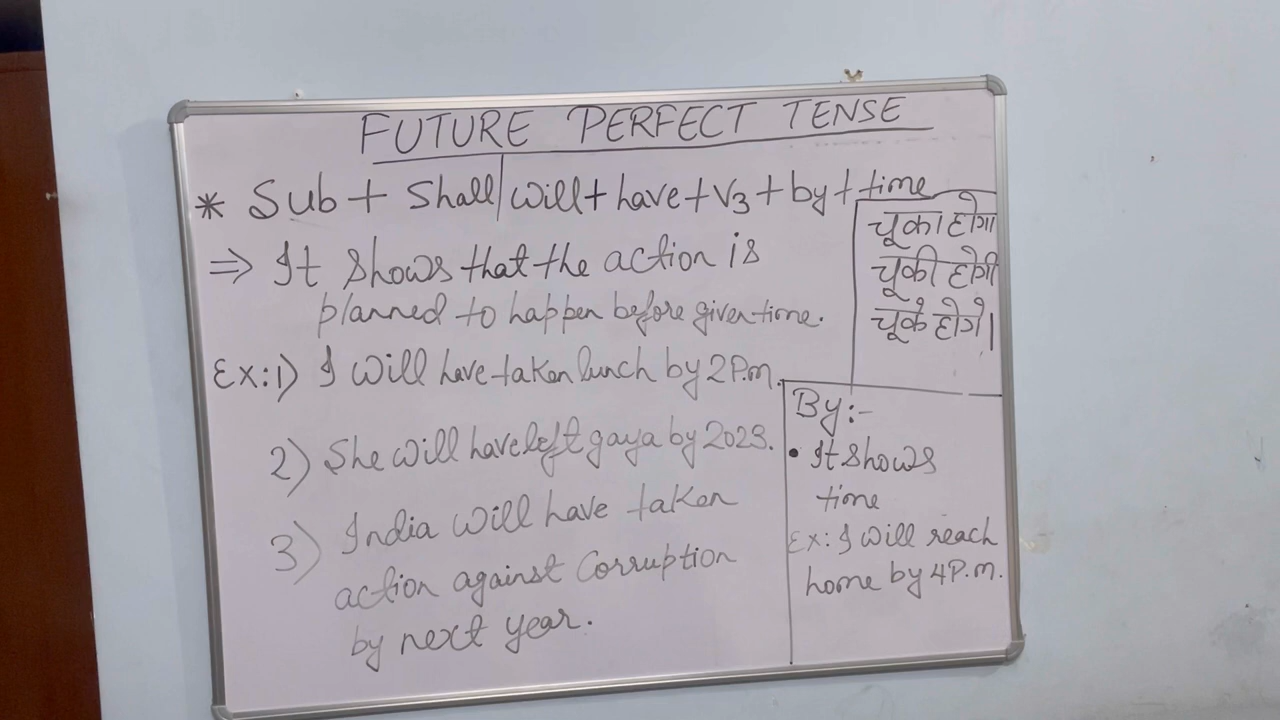 FUTURE PERFECT TENSE
* Sub + Shall/will + have + V3 + by + time
चूका होगा
चूकी होगी
चूके होगे।
⇒ It shows that the action is
planned to happen before given time.
Ex: 1) I will have taken lunch by 2 P.m.
2) She will have left gaya by 2023.
3) India will have taken
action against Corruption
by next year.
By:-
• It shows
time
Ex: I will reach
home by 4 P.m.